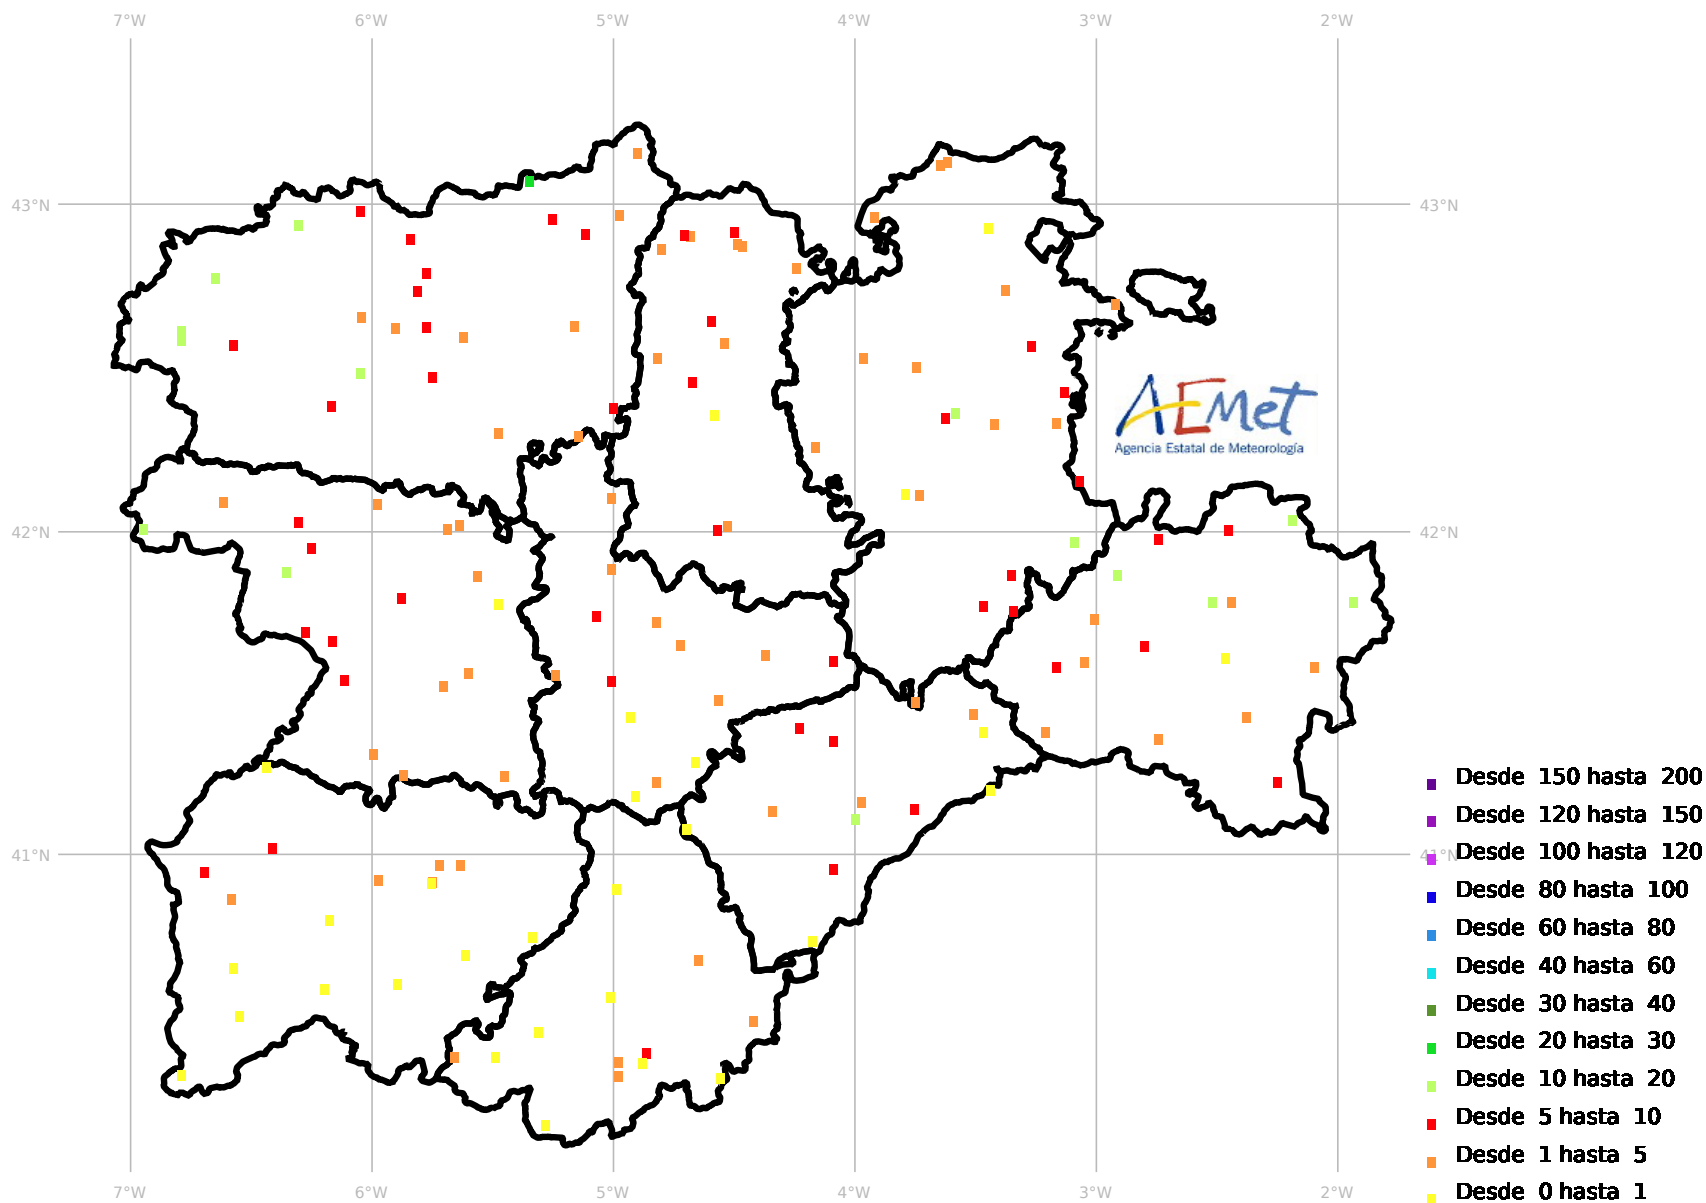 7°W 6°W 5°W 4°W 3°W 2°W
43°N 43°N
AEMet
Agencia Estatal de Meteorología
42°N 42°N
Desde 150 hasta 200
Desde 120 hasta 150
41°N 41°N
Desde 100 hasta 120
Desde 80 hasta 100
Desde 60 hasta 80
Desde 40 hasta 60
Desde 30 hasta 40
Desde 20 hasta 30
Desde 10 hasta 20
Desde 5 hasta 10
Desde 1 hasta 5
Desde 0 hasta 1
7°W 6°W 5°W 4°W 3°W 2°W